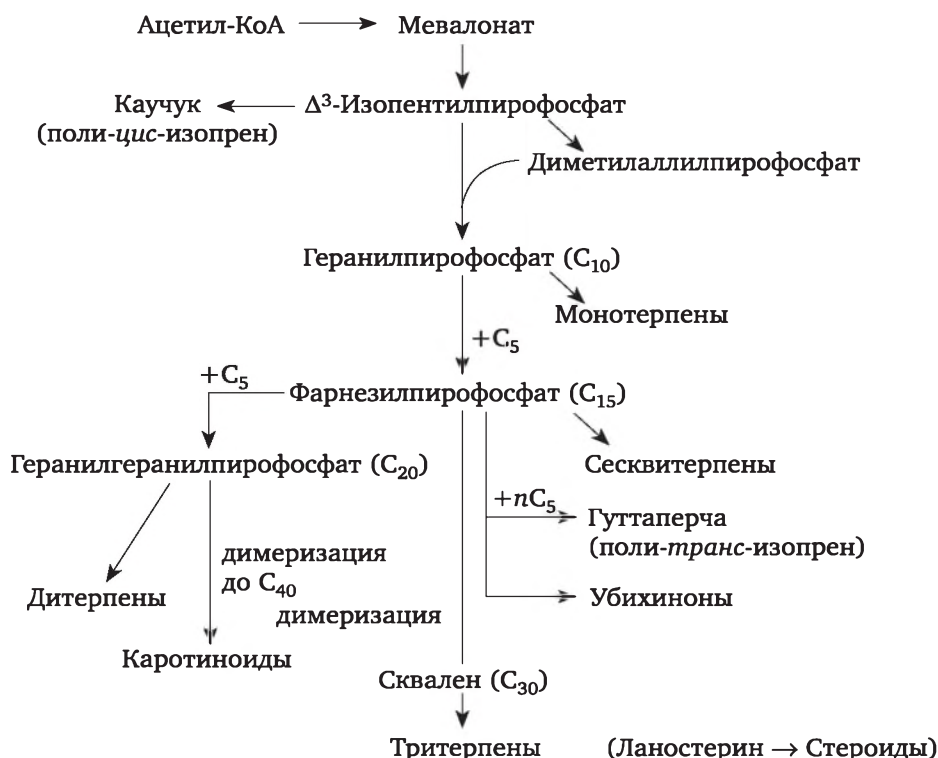 Ацетил-КоА → Мевалонат
Каучук ← Δ³-Изопентилпирофосфат
(поли-цис-изопрен)
Диметилаллилпирофосфат
Геранилпирофосфат (C₁₀)
Монотерпены
+C₅
+C₅
Фарнезилпирофосфат (C₁₅)
Геранилгеранилпирофосфат (C₂₀)
Сесквитерпены
+nC₅
Гуттаперча
(поли-транс-изопрен)
димеризация
до C₄₀
димеризация
Дитерпены
Убихиноны
Каротиноиды
Сквален (C₃₀)
Тритерпены (Ланостерин → Стероиды)